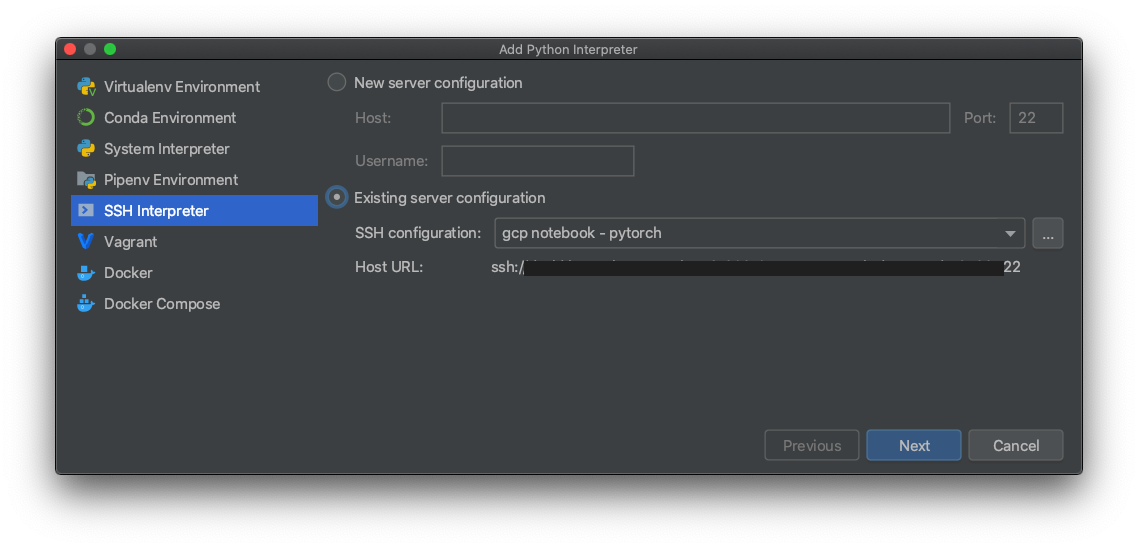 Add Python Interpreter
Virtualenv Environment
Conda Environment
System Interpreter
Pipenv Environment
SSH Interpreter
Vagrant
Docker
Docker Compose
New server configuration
Host:
Port: 22
Username:
Existing server configuration
SSH configuration: gcp notebook - pytorch ...
Host URL: ssh:/ 22
Previous Next Cancel